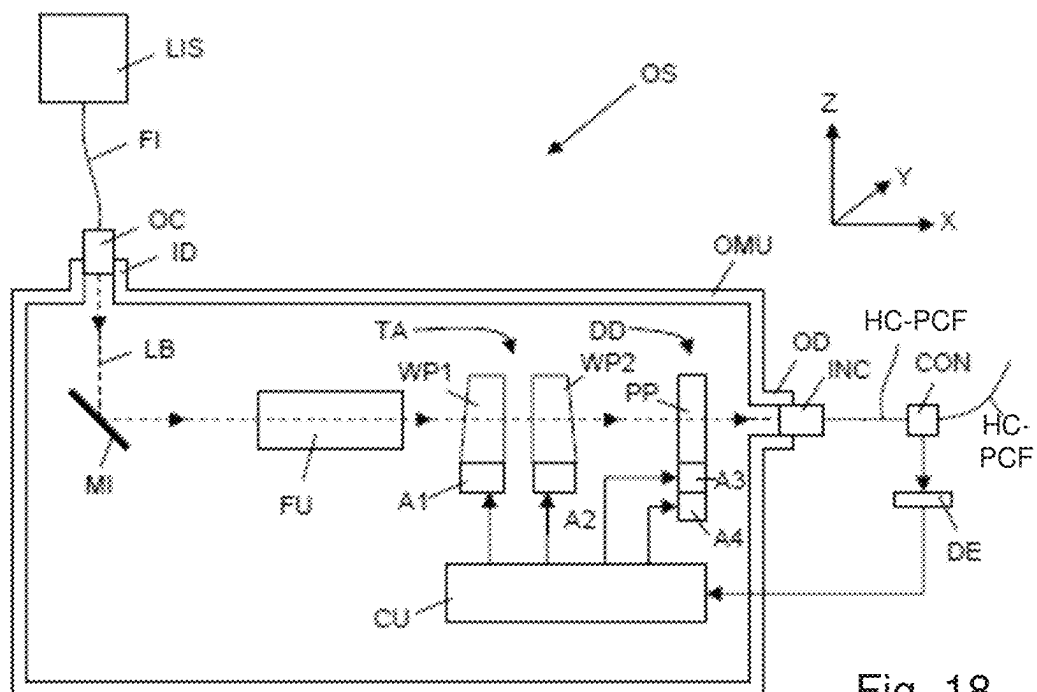 LIS
OS
FI
Z
Y
X
OC
ID
OMU
LB
TA
DD
HC-PCF
WP1
WP2
OD
INC
CON
PP
HC-
PCF
MI
FU
A1
A2
A3
A4
DE
CU
Fig. 18